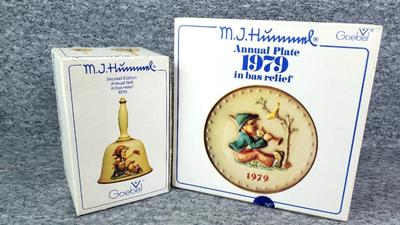 M.J.Hummel®
Second Edition
Annual Bell
in bas relief
1979
Goebel
M.J.Hummel®
Goebel
Annual Plate
1979
in bas relief
1979